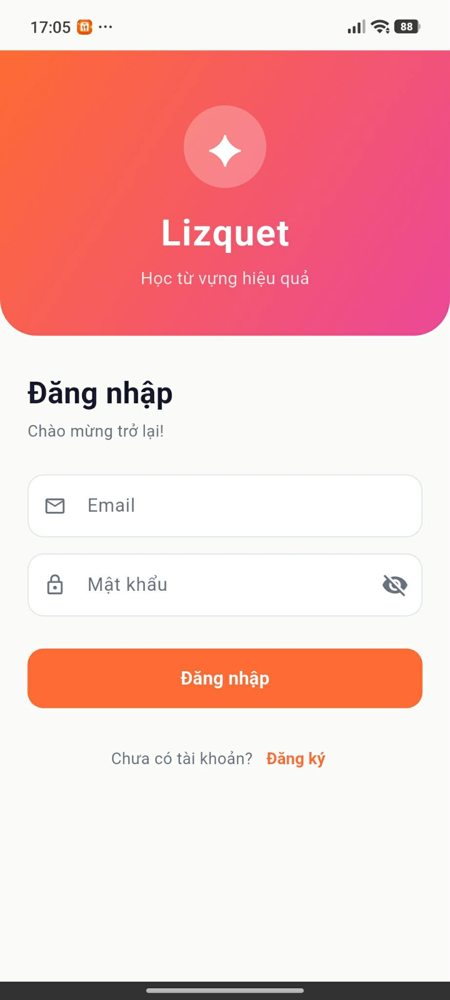 17:05 ...
88
Lizquet
Học từ vựng hiệu quả
Đăng nhập
Chào mừng trở lại!
Email
Mật khẩu
Đăng nhập
Chưa có tài khoản? Đăng ký